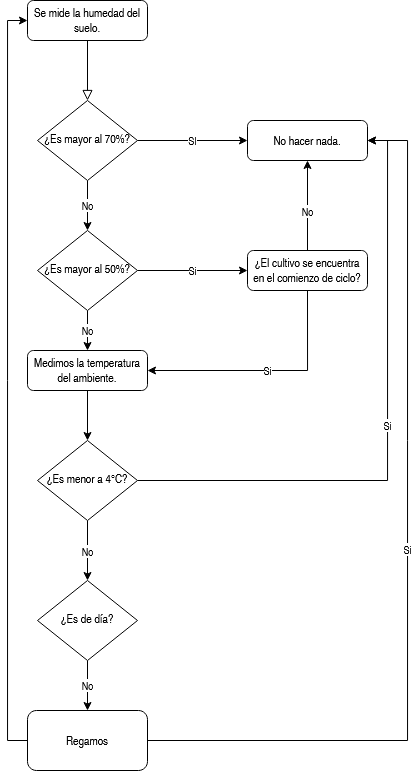 Se mide la humedad del
suelo.
¿Es mayor al 70%?
SI
No hacer nada.
No
No
¿Es mayor al 50%?
Si
¿El cultivo se encuentra
en el comienzo de ciclo?
No
Medimos la temperatura
del ambiente.
Si
Si
¿Es menor a 4°C?
No
Si
¿Es de día?
No
Regamos